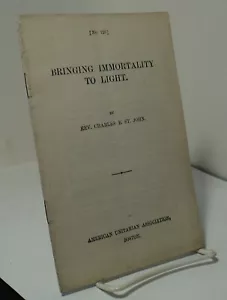 BRINGING IMMORTALITY
TO LIGHT.
BY
REV. CHARLES E. ST. JOHN.
AMERICAN UNITARIAN ASSOCIATION,
BOSTON.